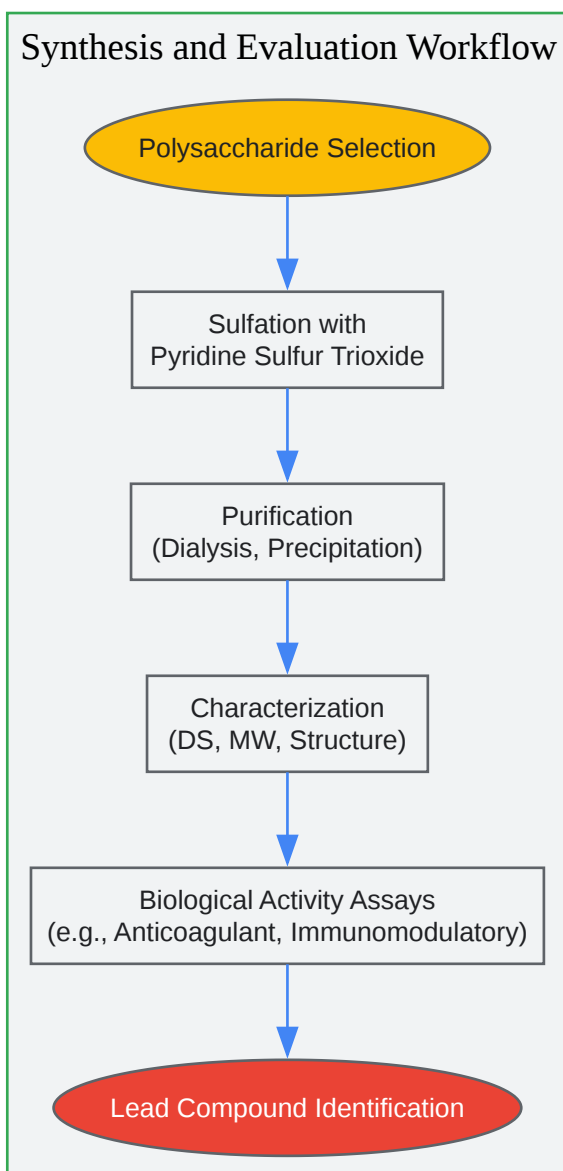 Synthesis and Evaluation Workflow
Polysaccharide Selection
Sulfation with
Pyridine Sulfur Trioxide
Purification
(Dialysis, Precipitation)
Characterization
(DS, MW, Structure)
Biological Activity Assays
(e.g., Anticoagulant, Immunomodulatory)
Lead Compound Identification